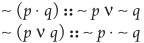 ~ (p · q) :: ~ p v ~ q
~ (p v q) :: ~ p · ~ q